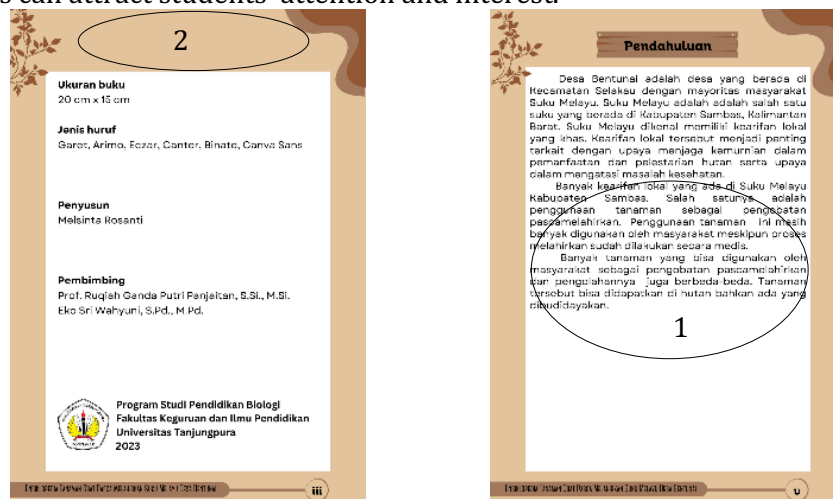 s can attract students' attention and interest.
2
Ukuran buku
20 cm x 15 cm
Jenis huruf
Garet, Arimo, Eczar, Canter, Binate, Canva Sans
Penyusun
Melsinta Rosanti
Pembimbing
Prof. Ruqiah Ganda Putri Panjaitan, S.Si., M.Si.
Eko Sri Wahyuni, S.Pd., M.Pd.
Program Studi Pendidikan Biologi
Fakultas Keguruan dan Ilmu Pendidikan
Universitas Tanjungpura
2023
iii
Pendahuluan
Desa Bentunai adalah desa yang berada di
Kecamatan Selakau dengan mayoritas masyarakat
Suku Melayu. Suku Melayu adalah adalah salah satu
suku yang berada di Kabupaten Sambas, Kalimantan
Barat. Suku Melayu dikenal memiliki kearifan lokal
yang khas. Kearifan lokal tersebut menjadi penting
terkait dengan upaya menjaga kemurnian dalam
pemanfaatan dan pelestarian hutan serta upaya
dalam mengatasi masalah kesehatan.
Banyak kearifan lokal yang ada di Suku Melayu
Kabupaten Sambas. Salah satunya adalah
penggunaan tanaman sebagai pengobatan
pascamelahirkan. Penggunaan tanaman ini masih
banyak digunakan oleh masyarakat meskipun proses
melahirkan sudah dilakukan secara medis.
Banyak tanaman yang bisa digunakan oleh
masyarakat sebagai pengobatan pascamelahirkan
dan pengolahannya juga berbeda-beda. Tanaman
tersebut bisa didapatkan di hutan bahkan ada yang
dibudidayakan.
1
v